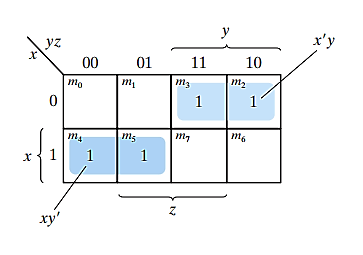 y
x'y
yz
x
00 01 11 10
m₀ m₁ m₃ m₂
0 1 1
m₄ m₅ m₇ m₆
x 1 1 1
z
xy'